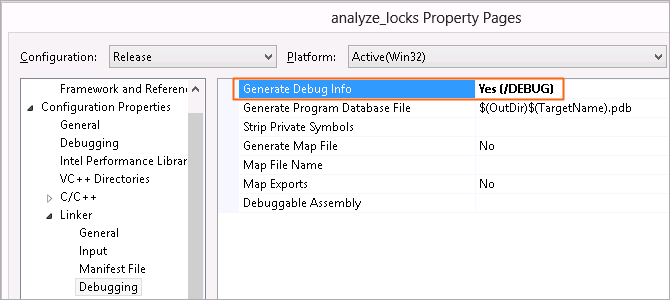 analyze_locks Property Pages
Configuration: Release Platform: Active(Win32)
Framework and Referenc
Configuration Properties
General
Debugging
Intel Performance Librar
VC++ Directories
C/C++
Linker
General
Input
Manifest File
Debugging
Generate Debug Info Yes (/DEBUG)
Generate Program Database File $(OutDir)$(TargetName).pdb
Strip Private Symbols
Generate Map File No
Map File Name
Map Exports No
Debuggable Assembly